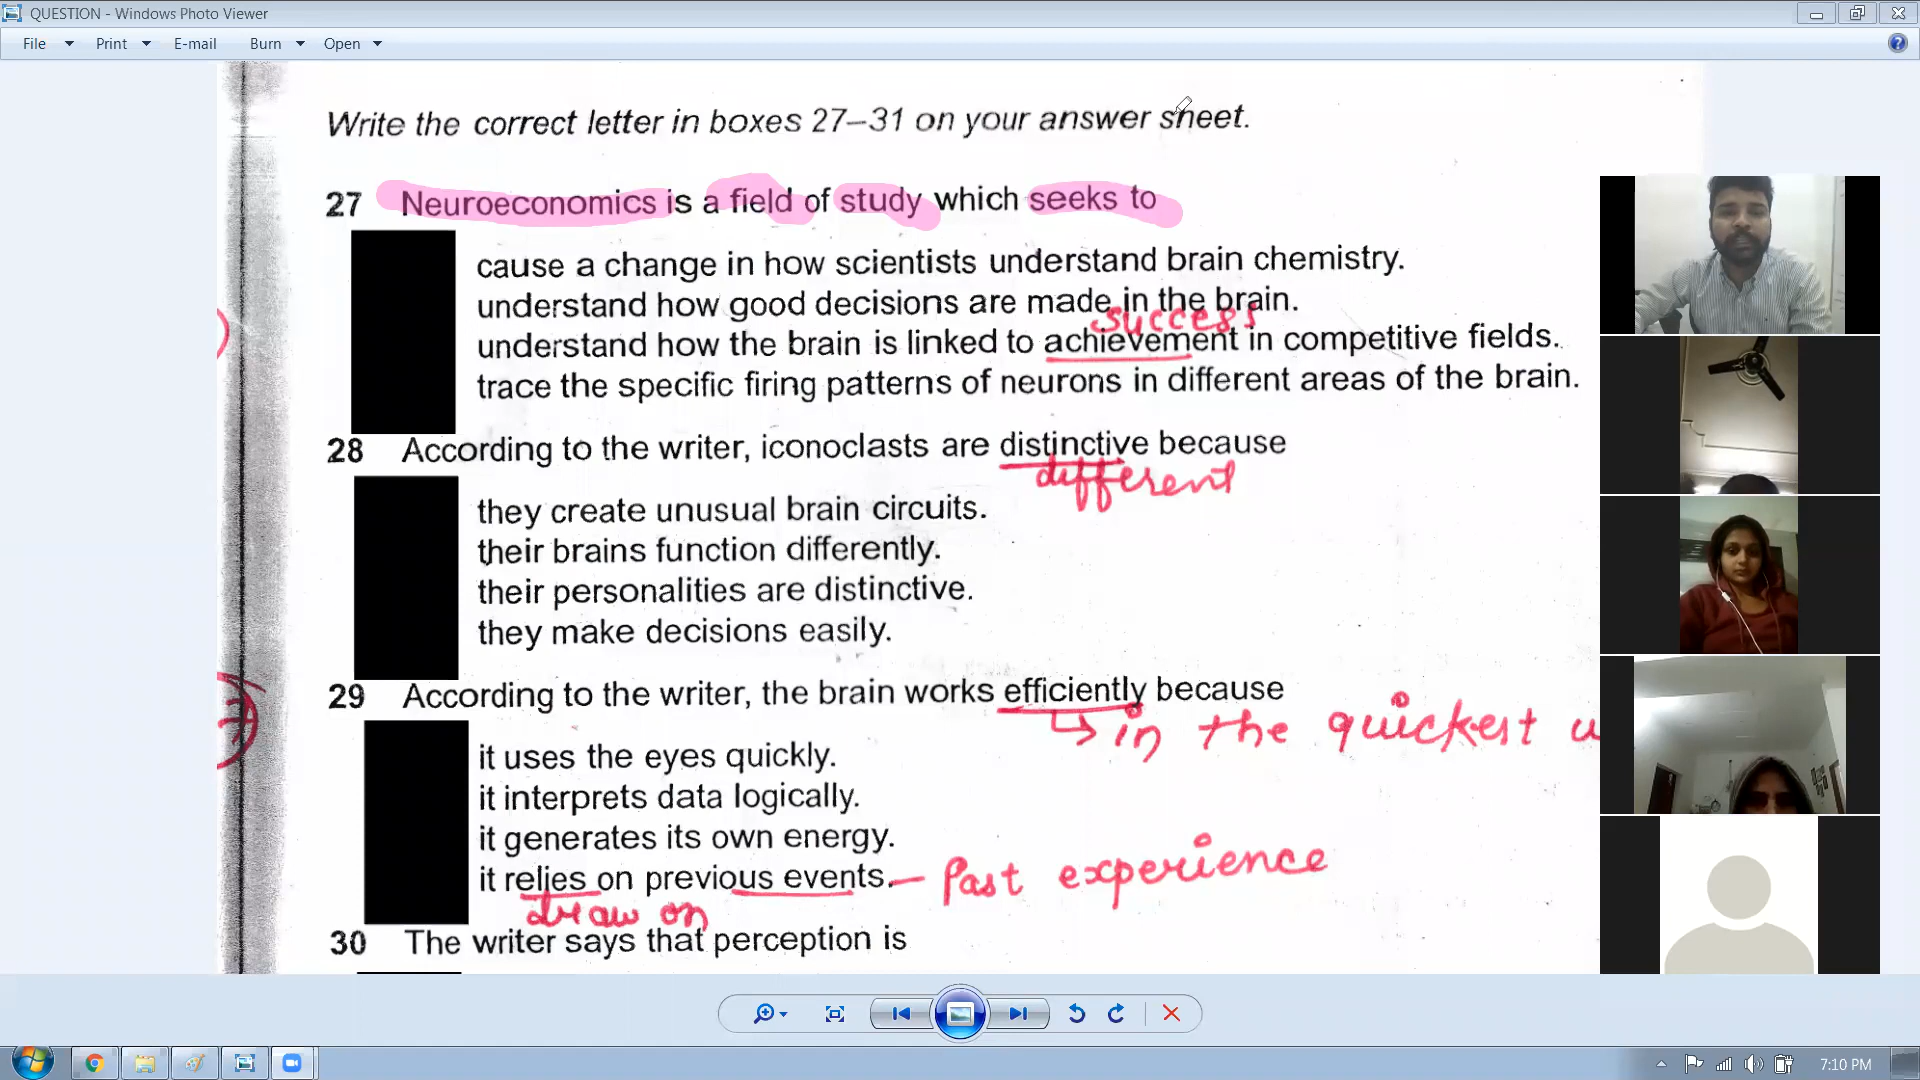 QUESTION - Windows Photo Viewer
File Print E-mail Burn Open
Write the correct letter in boxes 27–31 on your answer sheet.
27 Neuroeconomics is a field of study which seeks to
cause a change in how scientists understand brain chemistry.
understand how good decisions are made in the brain.
success
understand how the brain is linked to achievement in competitive fields.
trace the specific firing patterns of neurons in different areas of the brain.
28 According to the writer, iconoclasts are distinctive because
different
they create unusual brain circuits.
their brains function differently.
their personalities are distinctive.
they make decisions easily.
29 According to the writer, the brain works efficiently because
in the quickest
it uses the eyes quickly.
it interprets data logically.
it generates its own energy.
it relies on previous events. – Past experience
draw on
30 The writer says that perception is
7:10 PM